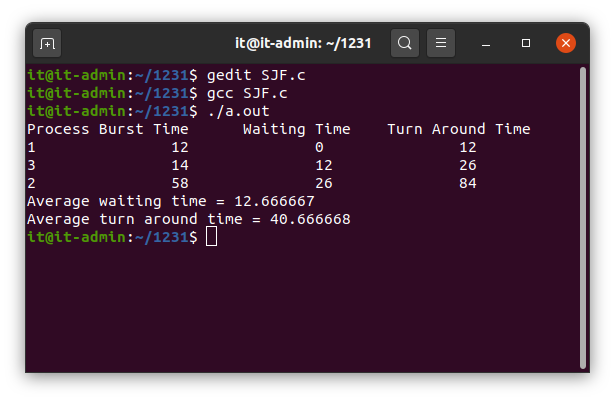 it@it-admin: ~/1231
it@it-admin:~/1231$ gedit SJF.c
it@it-admin:~/1231$ gcc SJF.c
it@it-admin:~/1231$ ./a.out
Process Burst Time      Waiting Time    Turn Around Time
1               12              0               12
3               14              12              26
2               58              26              84
Average waiting time = 12.666667
Average turn around time = 40.666668
it@it-admin:~/1231$